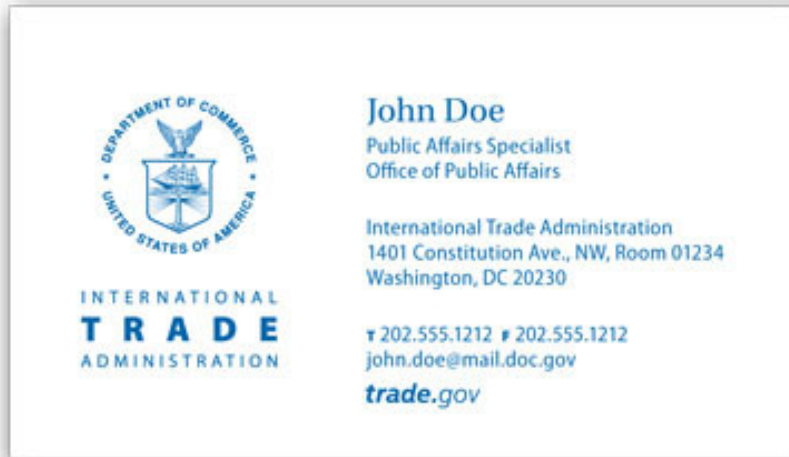 DEPARTMENT OF COMMERCE
UNITED STATES OF AMERICA
INTERNATIONAL
TRADE
ADMINISTRATION
John Doe
Public Affairs Specialist
Office of Public Affairs
International Trade Administration
1401 Constitution Ave., NW, Room 01234
Washington, DC 20230
T 202.555.1212 F 202.555.1212
john.doe@mail.doc.gov
trade.gov